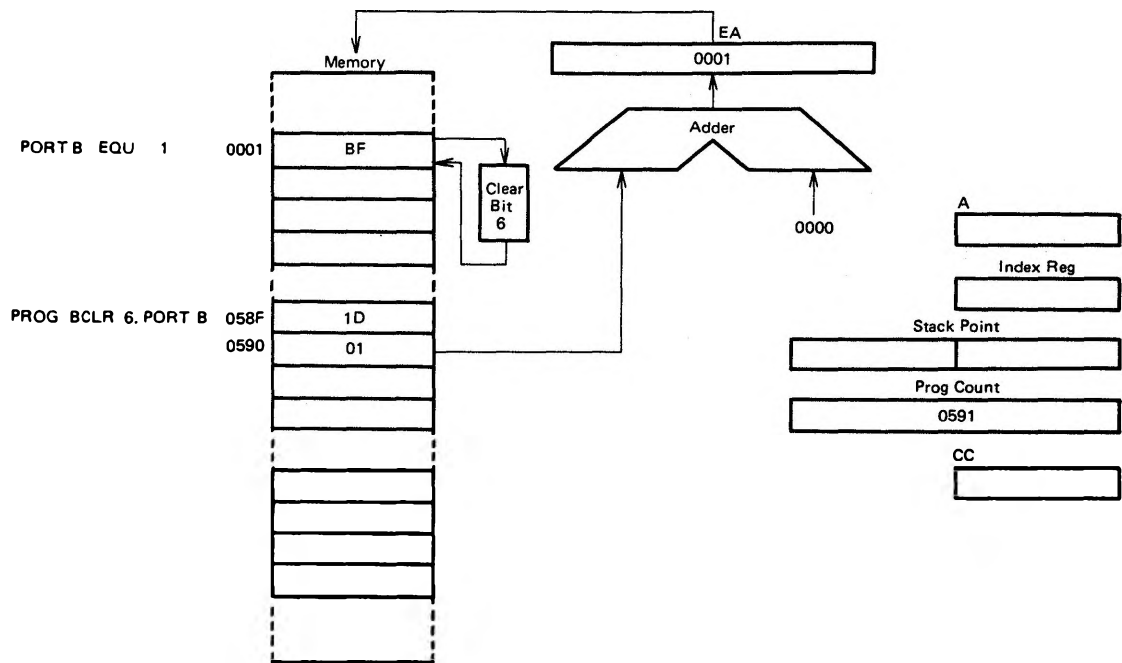 EA
0001
Memory
Adder
PORT B EQU 1 0001 BF
Clear
Bit
6
0000
A
Index Reg
PROG BCLR 6, PORT B 058F 1D
0590 01
Stack Point
Prog Count
0591
CC